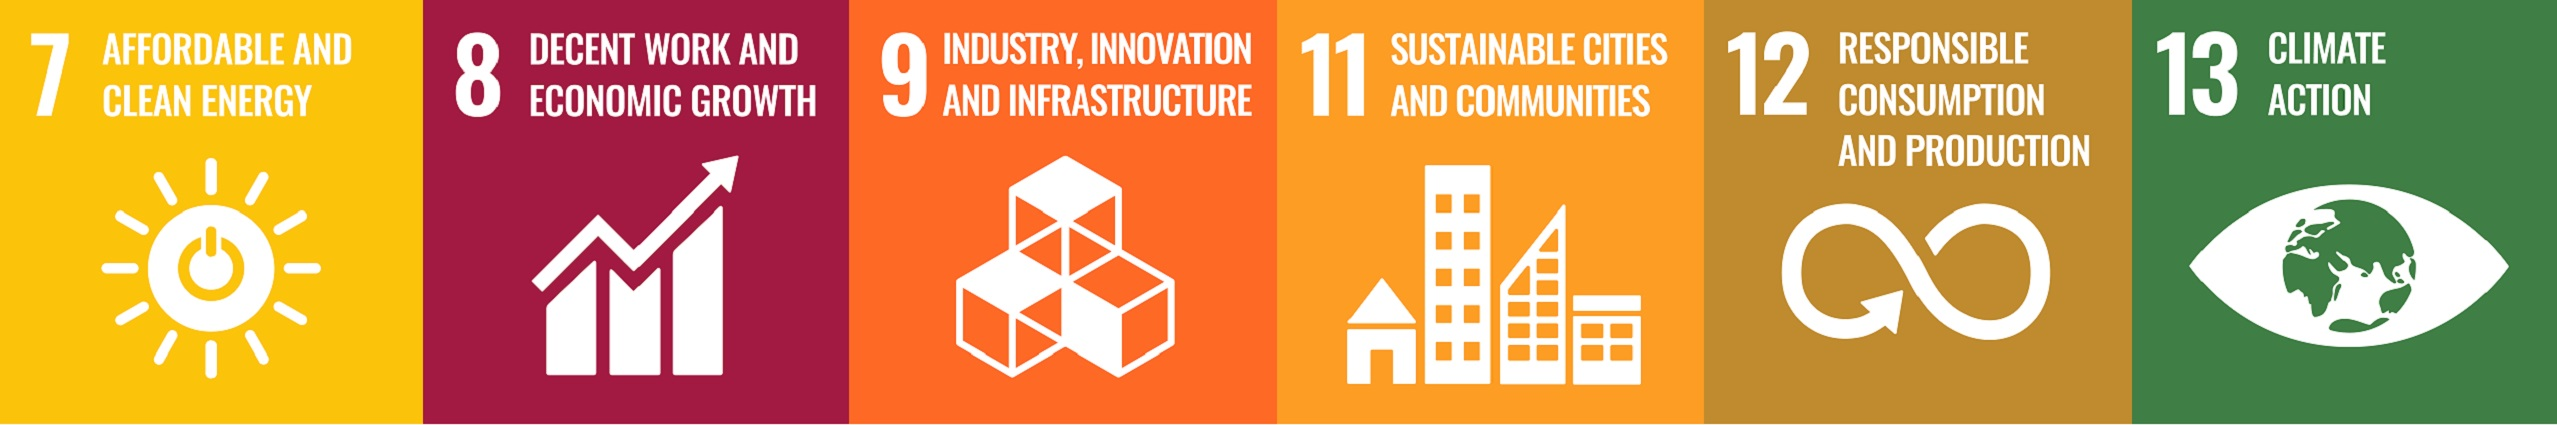 7
AFFORDABLE AND
CLEAN ENERGY
8
DECENT WORK AND
ECONOMIC GROWTH
9
INDUSTRY, INNOVATION
AND INFRASTRUCTURE
11
SUSTAINABLE CITIES
AND COMMUNITIES
12
RESPONSIBLE
CONSUMPTION
AND PRODUCTION
13
CLIMATE
ACTION